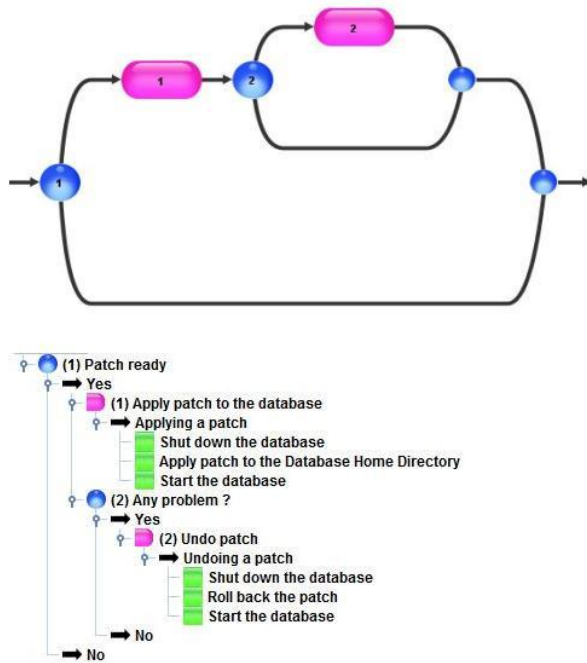 2
1
2
1
(1) Patch ready
Yes
(1) Apply patch to the database
Applying a patch
Shut down the database
Apply patch to the Database Home Directory
Start the database
(2) Any problem ?
Yes
(2) Undo patch
Undoing a patch
Shut down the database
Roll back the patch
Start the database
No
No